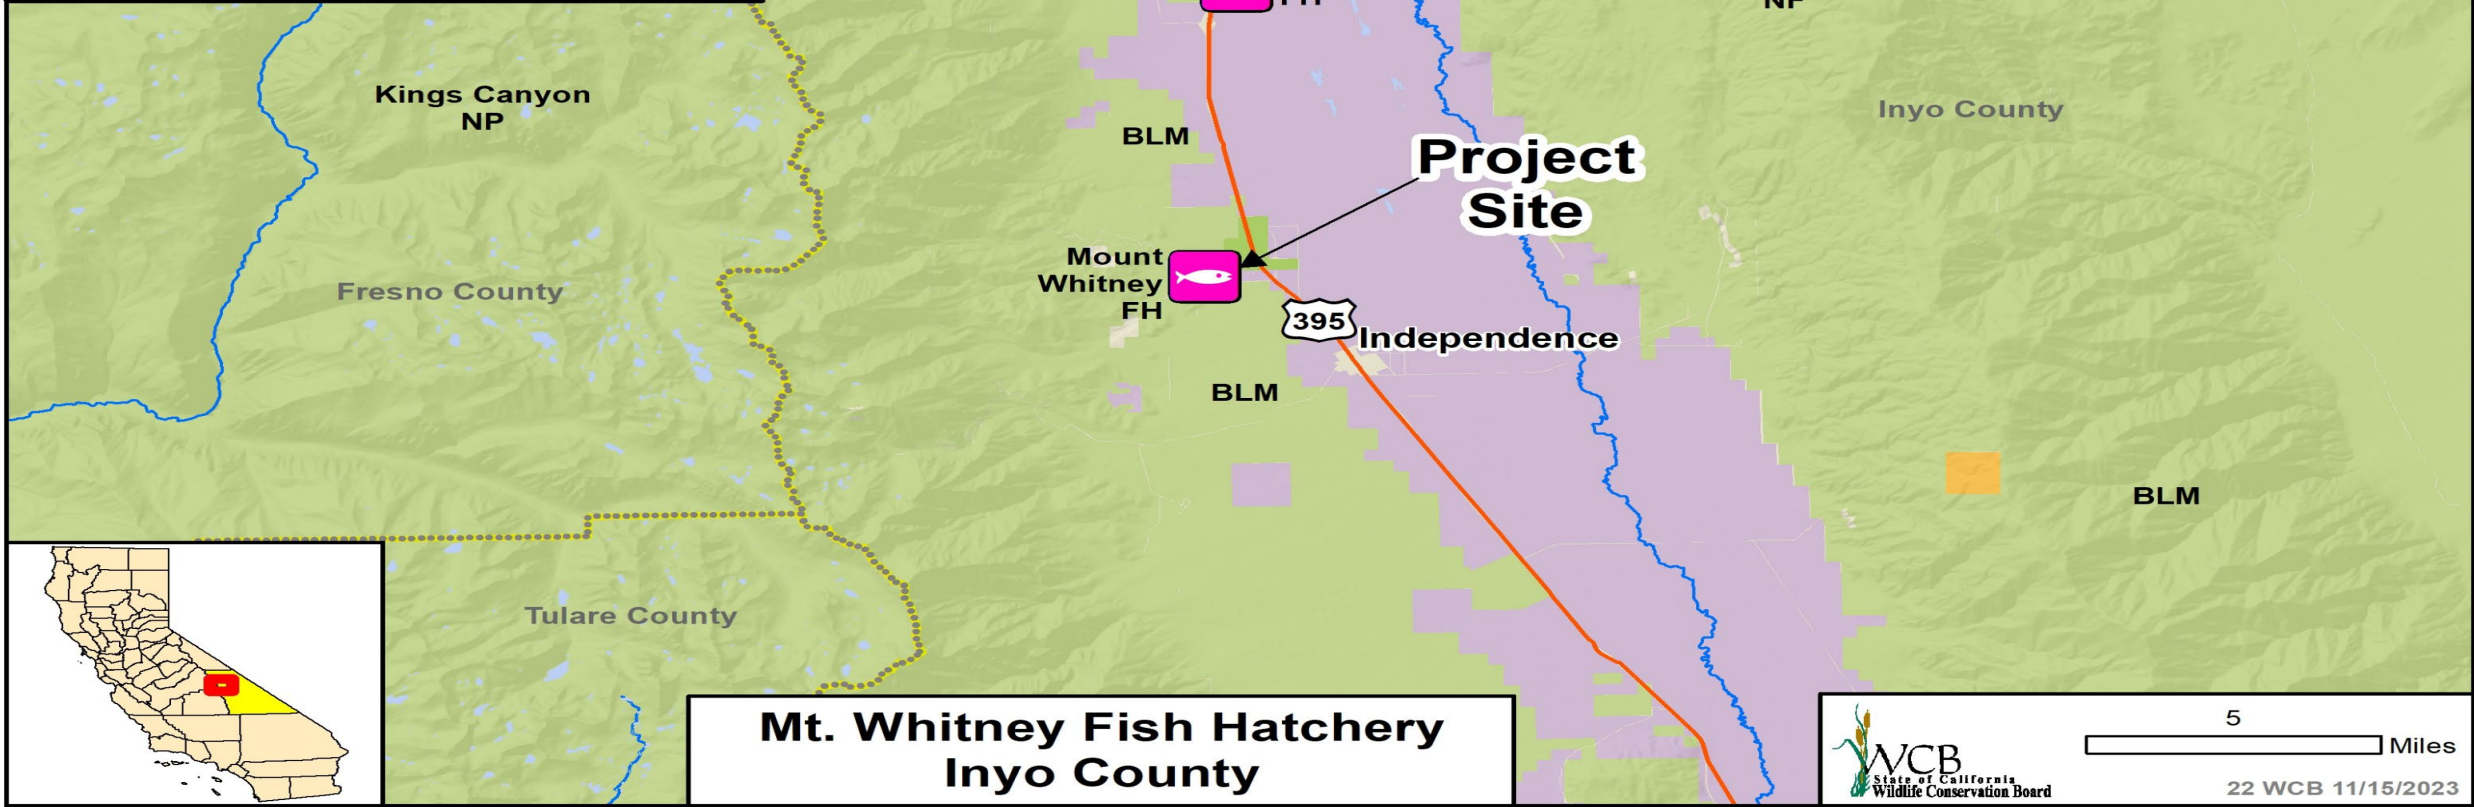 NP
Kings Canyon
NP
Inyo County
BLM
Project
Site
Mount
Whitney
FH
Fresno County
395
Independence
BLM
BLM
Tulare County
Mt. Whitney Fish Hatchery
Inyo County
WCB
State of California
Wildlife Conservation Board
5
Miles
22 WCB 11/15/2023